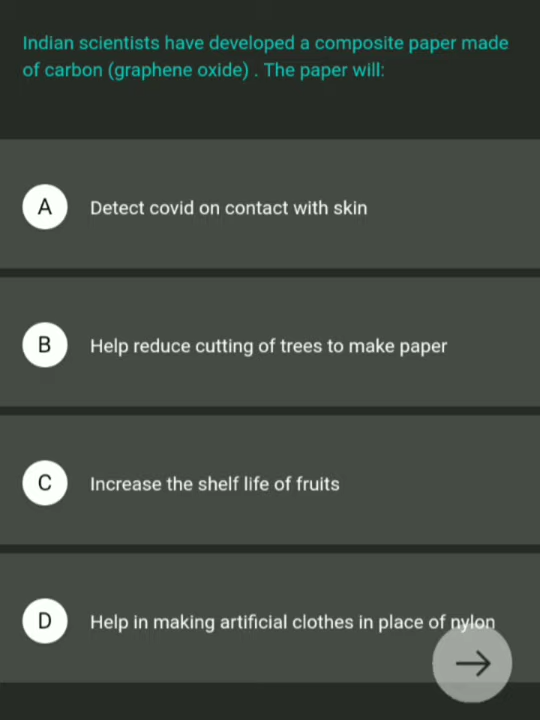 Indian scientists have developed a composite paper made
of carbon (graphene oxide) . The paper will:
A
Detect covid on contact with skin
B
Help reduce cutting of trees to make paper
C
Increase the shelf life of fruits
D
Help in making artificial clothes in place of nylon